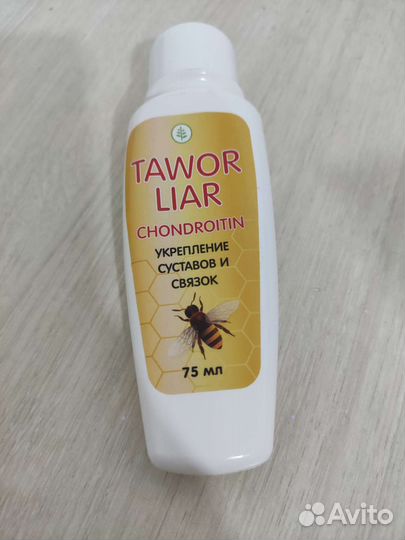 TAWOR
LIAR
CHONDROITIN
УКРЕПЛЕНИЕ
СУСТАВОВ И
СВЯЗОК
75 мл
Avito